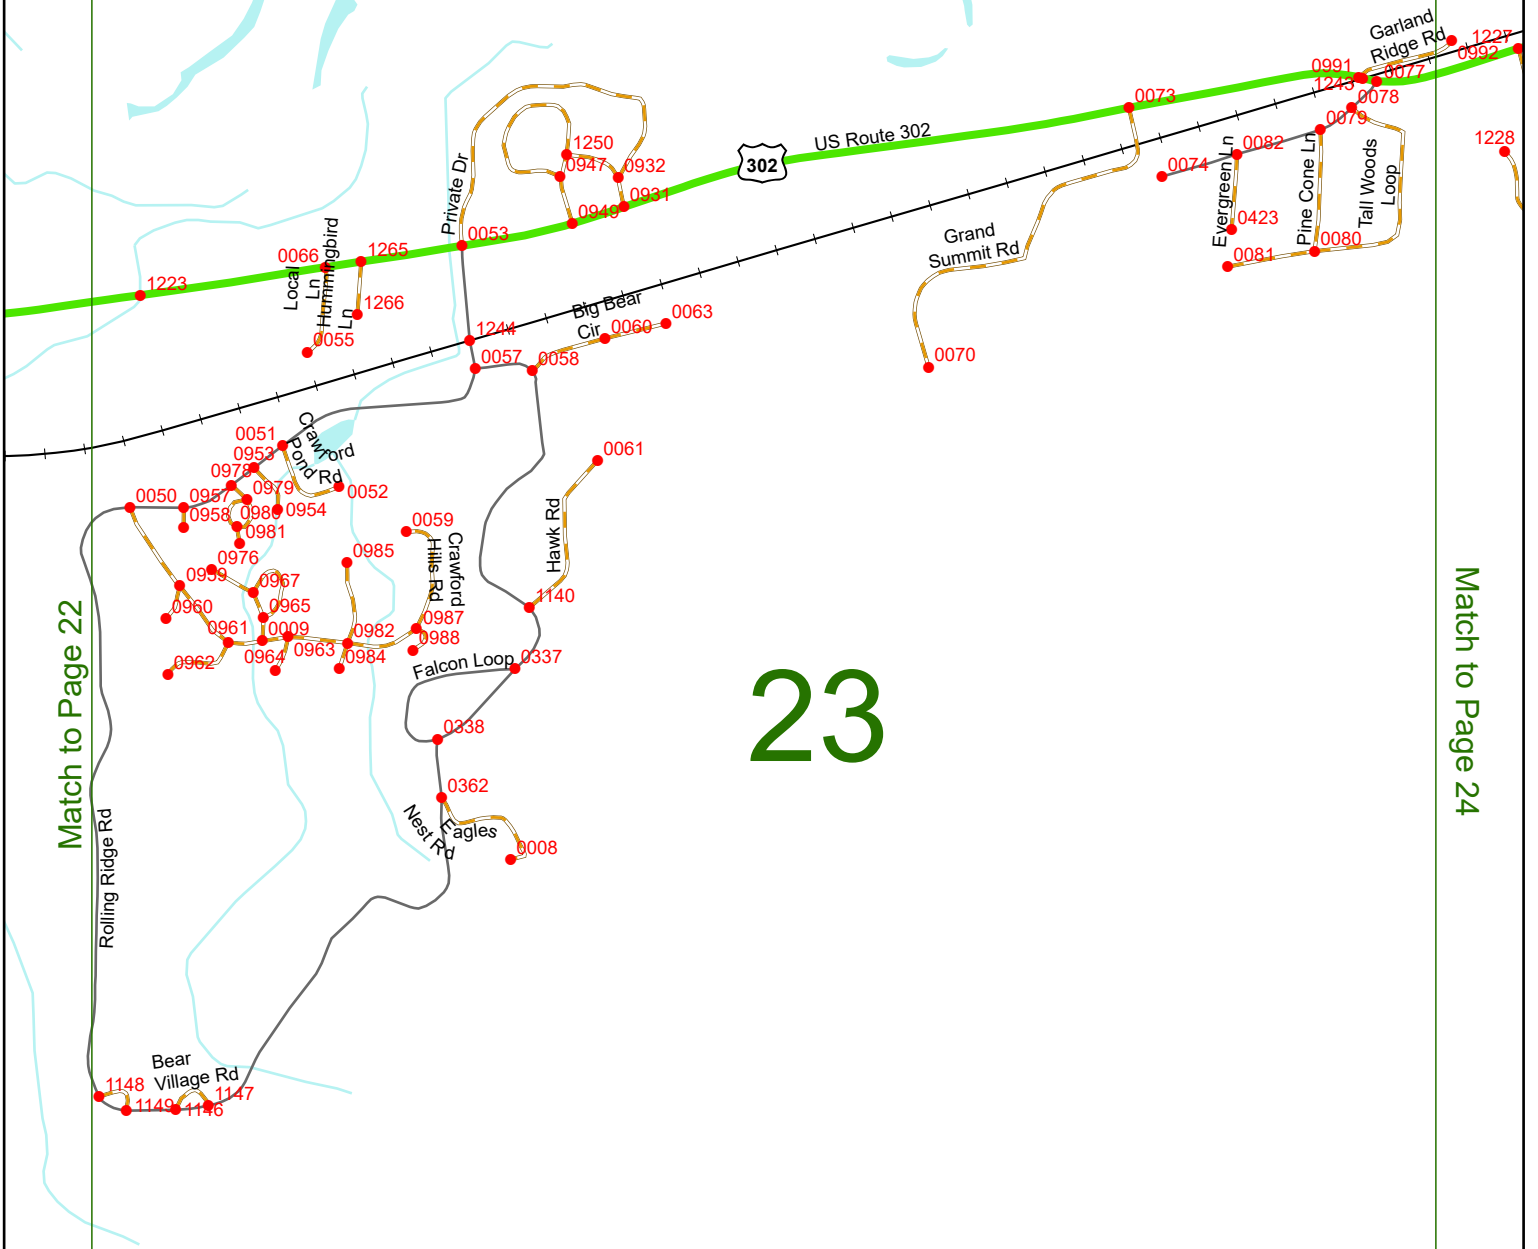 Garland
Ridge Rd
1227
0992
0991
1243
0077
0078
0079
0073
US Route 302
302
1228
0082
0074
Evergreen Ln
Pine Cone Ln
Tall Woods
Loop
0423
0080
0081
1250
0947
0932
0931
0949
Private Dr
0053
0066
Local
Ln
Hummingbird
Ln
1265
1223
1266
0055
Grand
Summit Rd
0070
Big Bear
Cir
0060
0063
1244
0057
0058
0051
Crawford
Pond
Rd
0052
0953
0978
0979
0954
0050
0957
0958
0980
0981
0061
Hawk Rd
0059
Crawford
Hills Rd
0985
0976
0959
0967
0960
0965
0961
0009
0963
0964
0962
0982
0984
0987
0988
1140
Falcon Loop
0337
0338
0362
Eagles
Nest Rd
0008
23
Match to Page 22
Match to Page 24
Rolling Ridge Rd
Bear
Village Rd
1148
1149
1146
1147